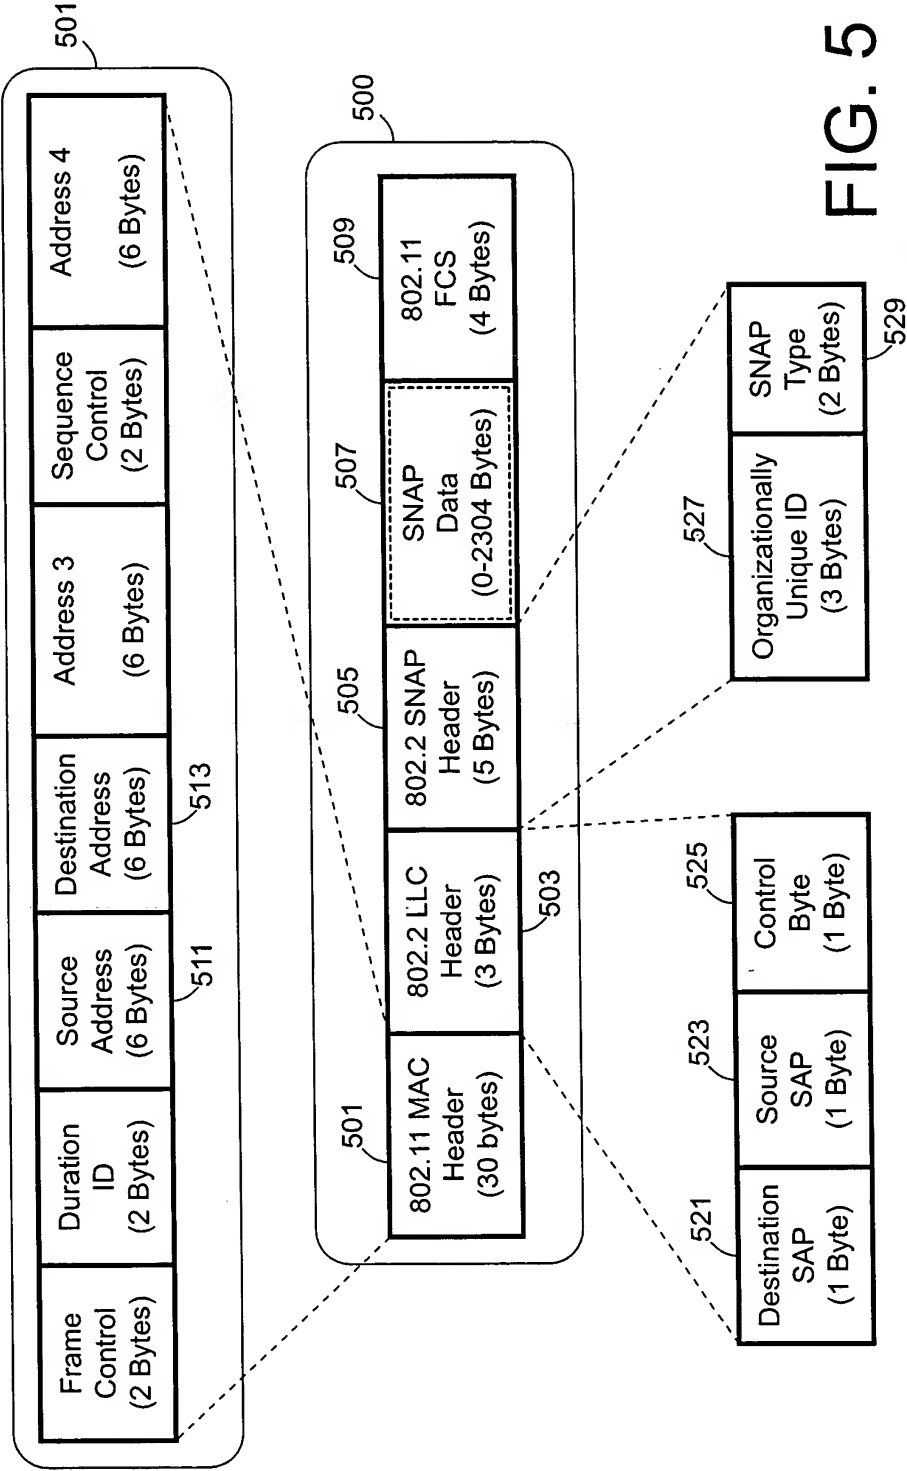 501
Frame
Control
(2 Bytes)
Duration
ID
(2 Bytes)
Source
Address
(6 Bytes)
Destination
Address
(6 Bytes)
Address 3
(6 Bytes)
Sequence
Control
(2 Bytes)
Address 4
(6 Bytes)
511
513
500
501
505
507
509
802.11 MAC
Header
(30 bytes)
802.2 LLC
Header
(3 Bytes)
802.2 SNAP
Header
(5 Bytes)
SNAP
Data
(0-2304 Bytes)
802.11
FCS
(4 Bytes)
503
521
523
525
527
Destination
SAP
(1 Byte)
Source
SAP
(1 Byte)
Control
Byte
(1 Byte)
Organizationally
Unique ID
(3 Bytes)
SNAP
Type
(2 Bytes)
529
FIG. 5